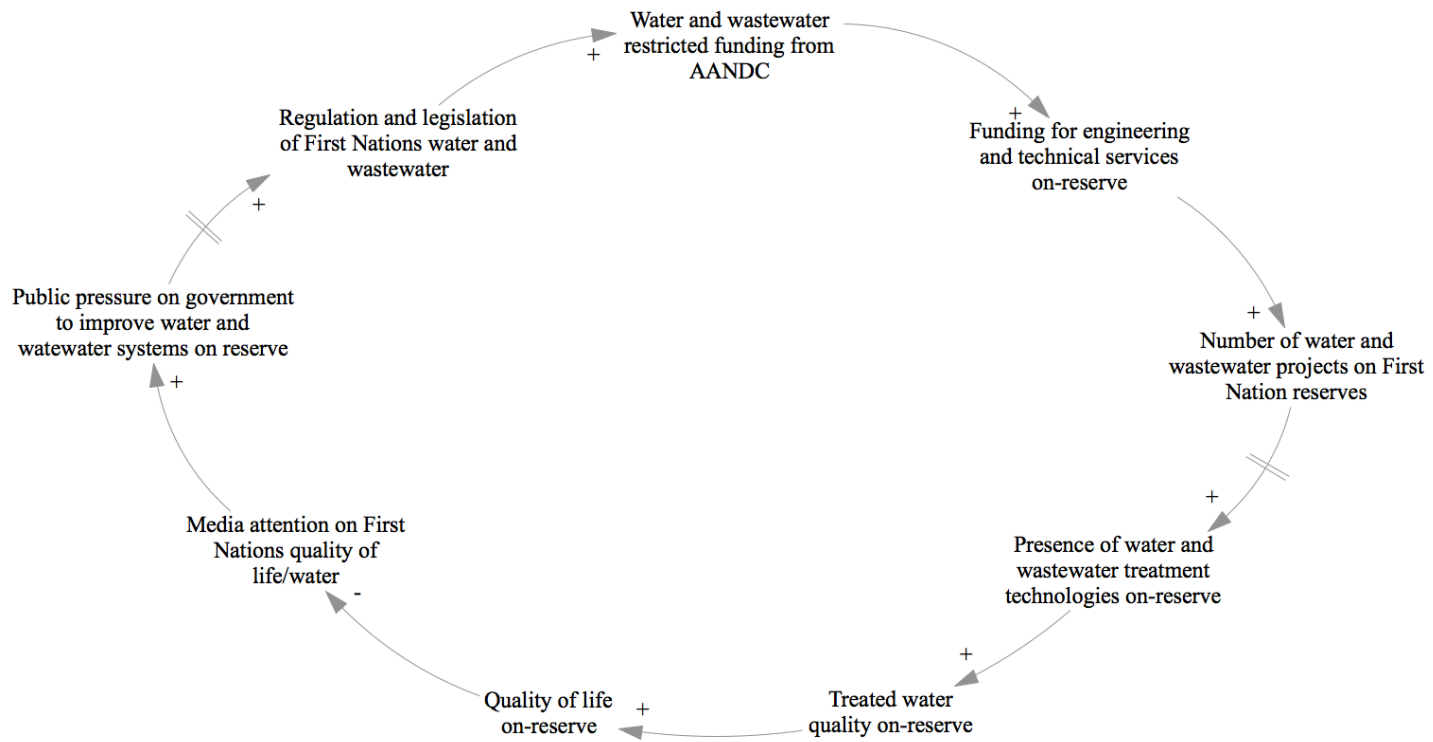 Water and wastewater
restricted funding from
AANDC
+
Funding for engineering
and technical services
on-reserve
+
Number of water and
wastewater projects on First
Nation reserves
+
Presence of water and
wastewater treatment
technologies on-reserve
+
Treated water
quality on-reserve
+
Quality of life
on-reserve
-
Media attention on First
Nations quality of
life/water
+
Public pressure on government
to improve water and
watewater systems on reserve
+
Regulation and legislation
of First Nations water and
wastewater
+